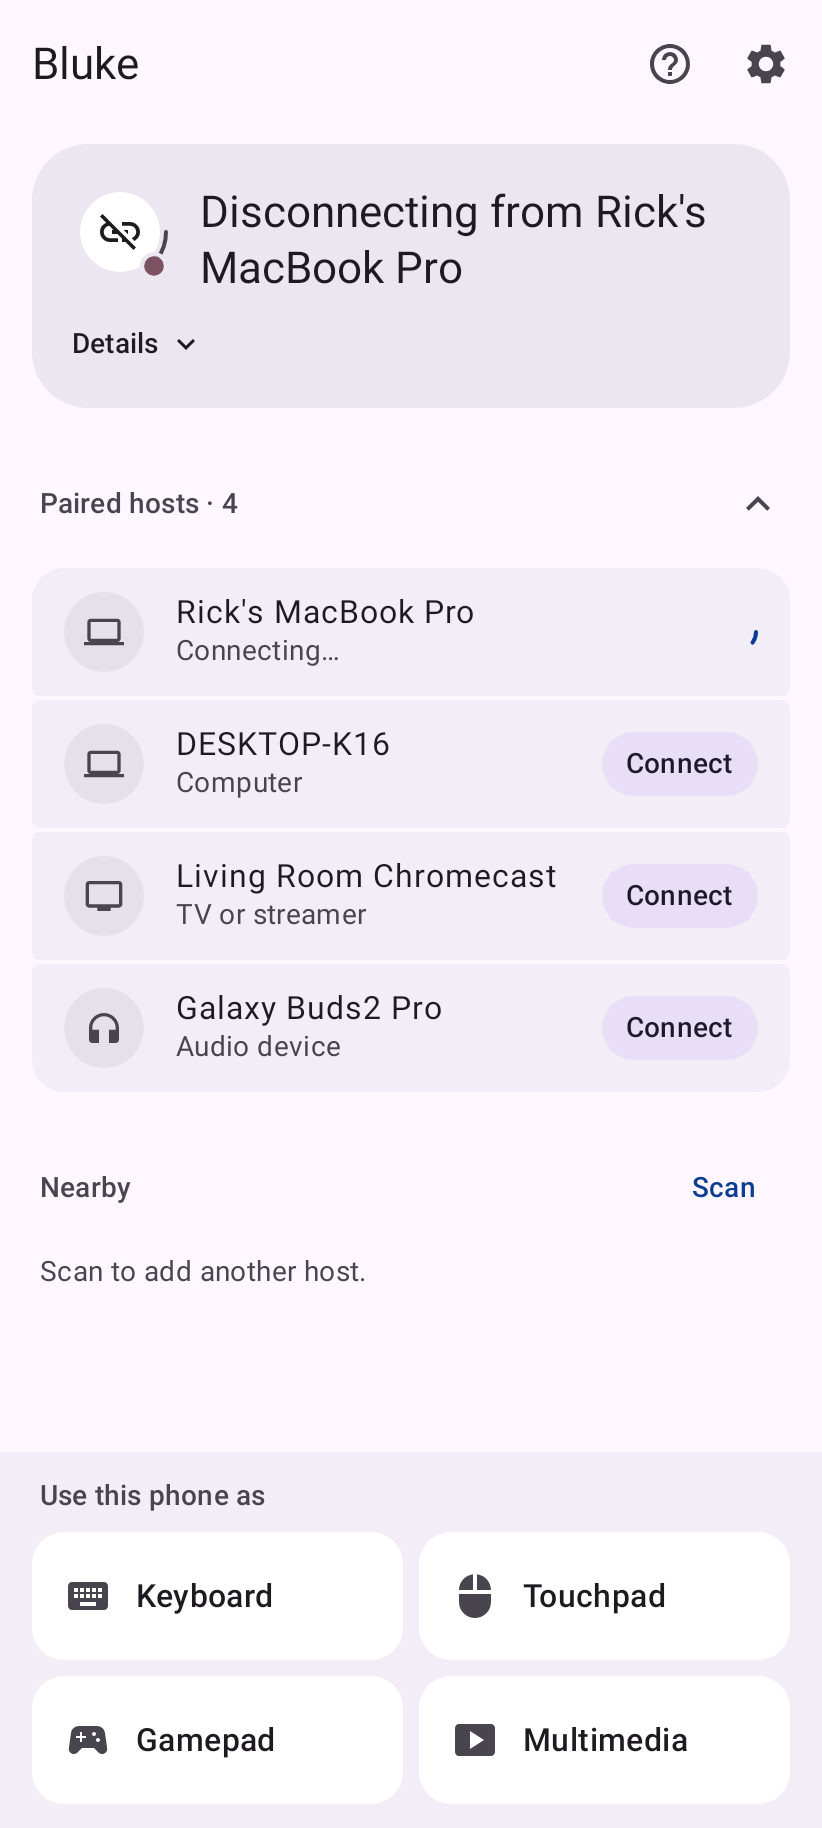 Bluke
Disconnecting from Rick's
MacBook Pro
Details
Paired hosts · 4
Rick's MacBook Pro
Connecting…
DESKTOP-K16
Computer
Connect
Living Room Chromecast
TV or streamer
Connect
Galaxy Buds2 Pro
Audio device
Connect
Nearby
Scan
Scan to add another host.
Use this phone as
Keyboard
Touchpad
Gamepad
Multimedia